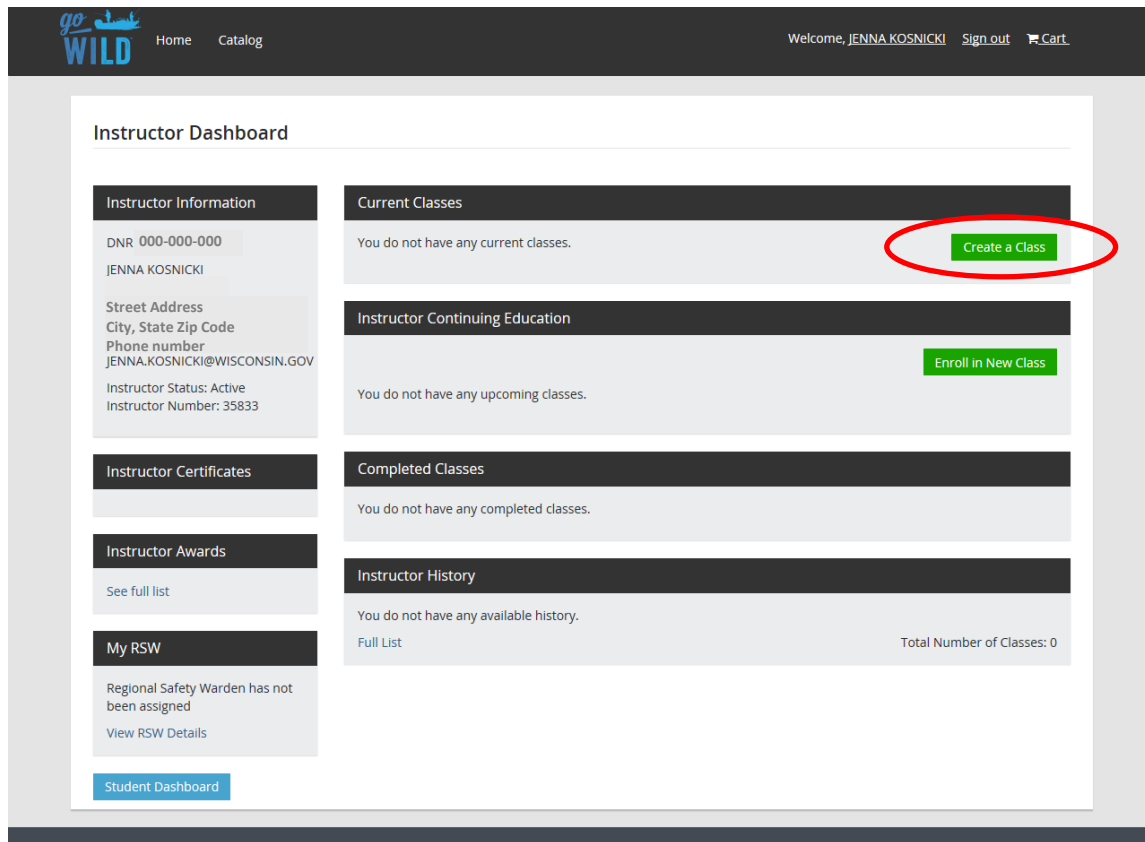 go
WILD
Home Catalog Welcome, JENNA KOSNICKI Sign out Cart
Instructor Dashboard
Instructor Information
DNR 000-000-000
JENNA KOSNICKI
Street Address
City, State Zip Code
Phone number
JENNA.KOSNICKI@WISCONSIN.GOV
Instructor Status: Active
Instructor Number: 35833
Instructor Certificates
Instructor Awards
See full list
My RSW
Regional Safety Warden has not
been assigned
View RSW Details
Student Dashboard
Current Classes
You do not have any current classes.
Create a Class
Instructor Continuing Education
Enroll in New Class
You do not have any upcoming classes.
Completed Classes
You do not have any completed classes.
Instructor History
You do not have any available history.
Full List Total Number of Classes: 0